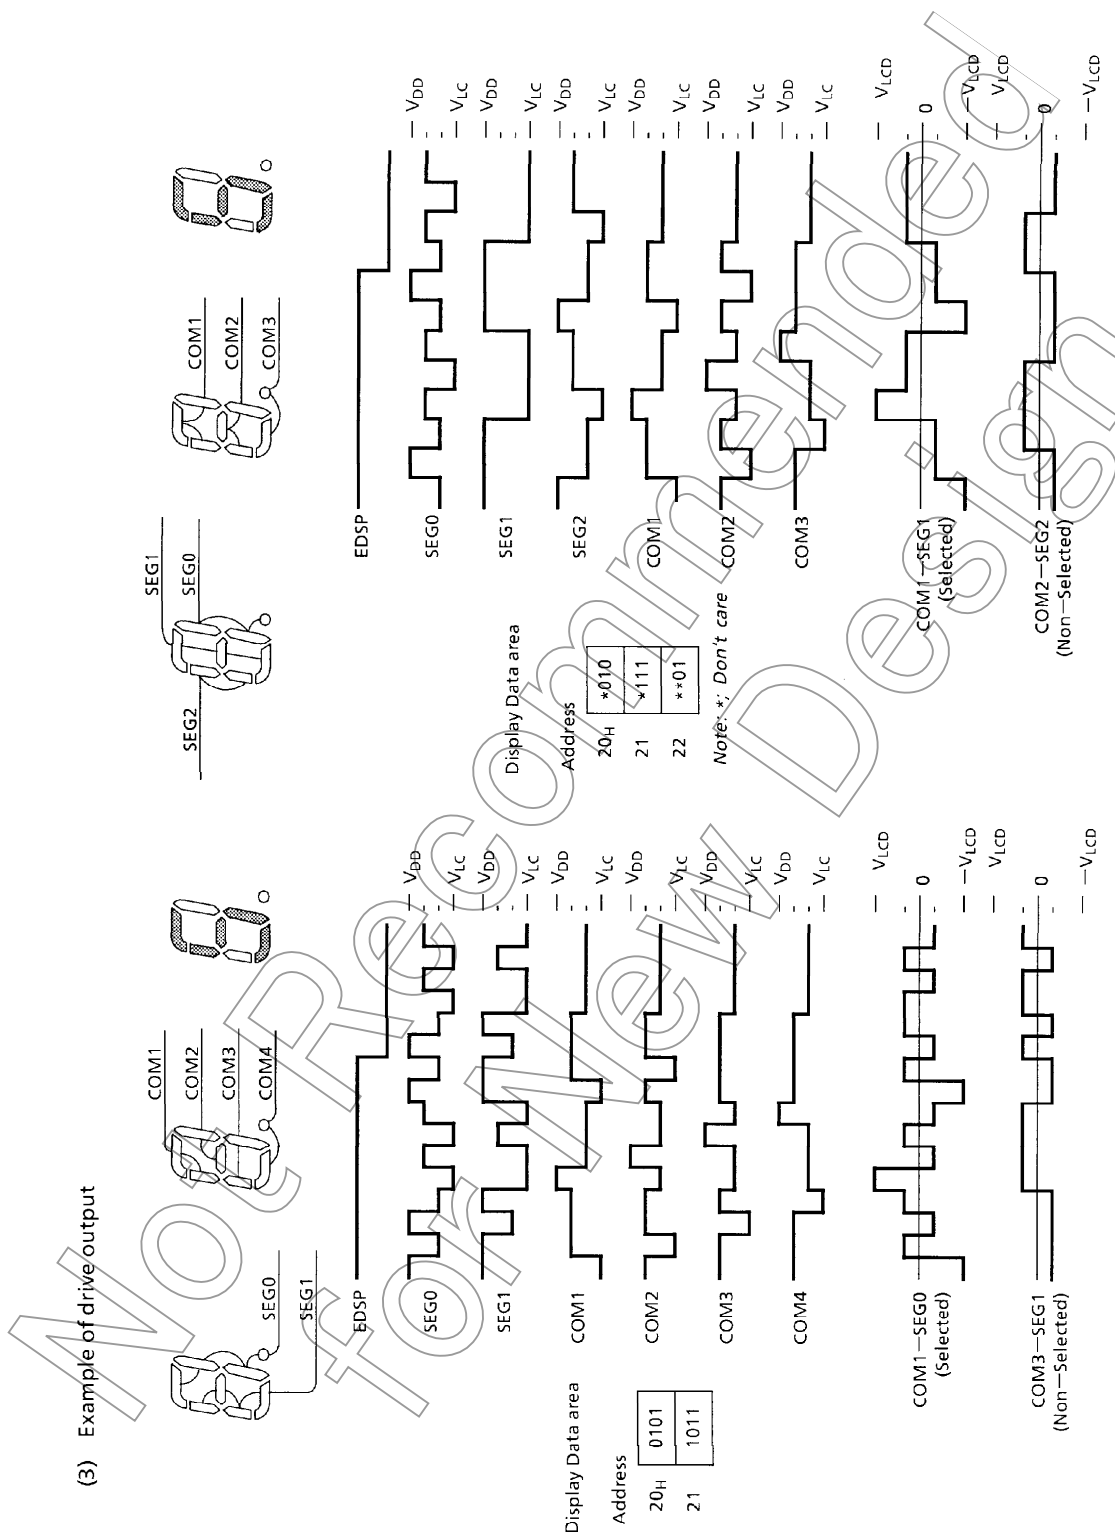 (3) Example of drive output
SEG0
SEG1
COM1
COM2
COM3
COM4
EDSP
SEG0
SEG1
COM1
COM2
COM3
COM4
COM1—SEG0
(Selected)
COM3—SEG1
(Non—Selected)
VDD
VLC
VDD
VLC
VDD
VLC
VDD
VLC
VDD
VLC
VDD
VLC
VLCD
0
—VLCD
VLCD
0
—VLCD
Display Data area
Address
20H 0101
21 1011
SEG2
SEG1
SEG0
COM1
COM2
COM3
EDSP
SEG0
SEG1
SEG2
COM1
COM2
COM3
COM1—SEG1
(Selected)
COM2—SEG2
(Non—Selected)
VDD
VLC
VDD
VLC
VDD
VLC
VDD
VLC
VDD
VLC
VDD
VLC
VLCD
0
—VLCD
VLCD
0
—VLCD
Display Data area
Address
20H *010
21 *111
22 **01
Note: *; Don't care
Not Recommended
for New Design